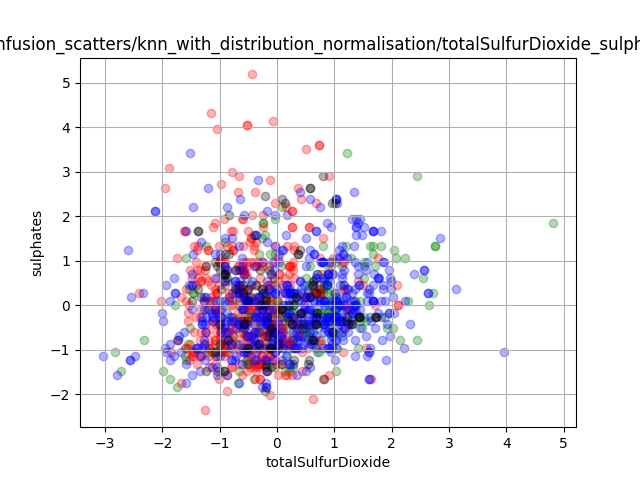 nfusion_scatters/knn_with_distribution_normalisation/totalSulfurDioxide_sulph
5
4
3
2
1
0
−1
−2
sulphates
−3 −2 −1 0 1 2 3 4 5
totalSulfurDioxide